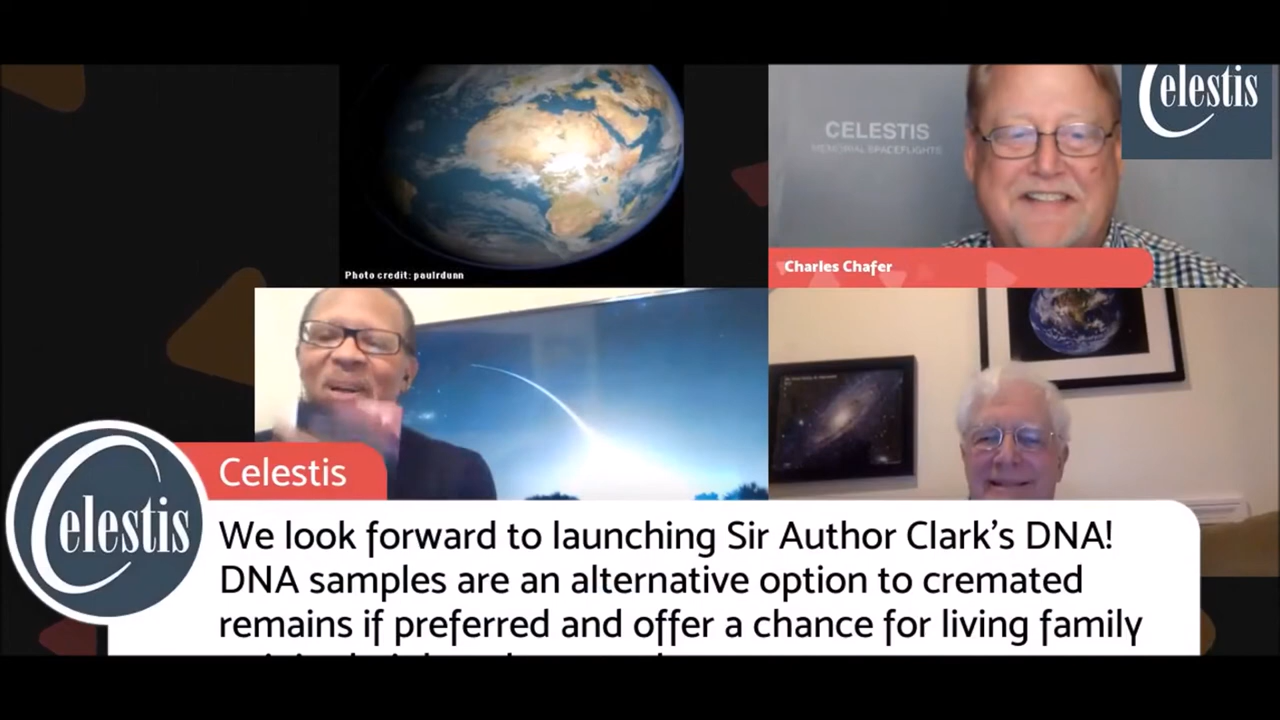 Celestis
CELESTIS
MEMORIAL SPACEFLIGHTS
Charles Chafer
Photo credit: paulrdunn
Celestis
Celestis
We look forward to launching Sir Author Clark's DNA!
DNA samples are an alternative option to cremated
remains if preferred and offer a chance for living family